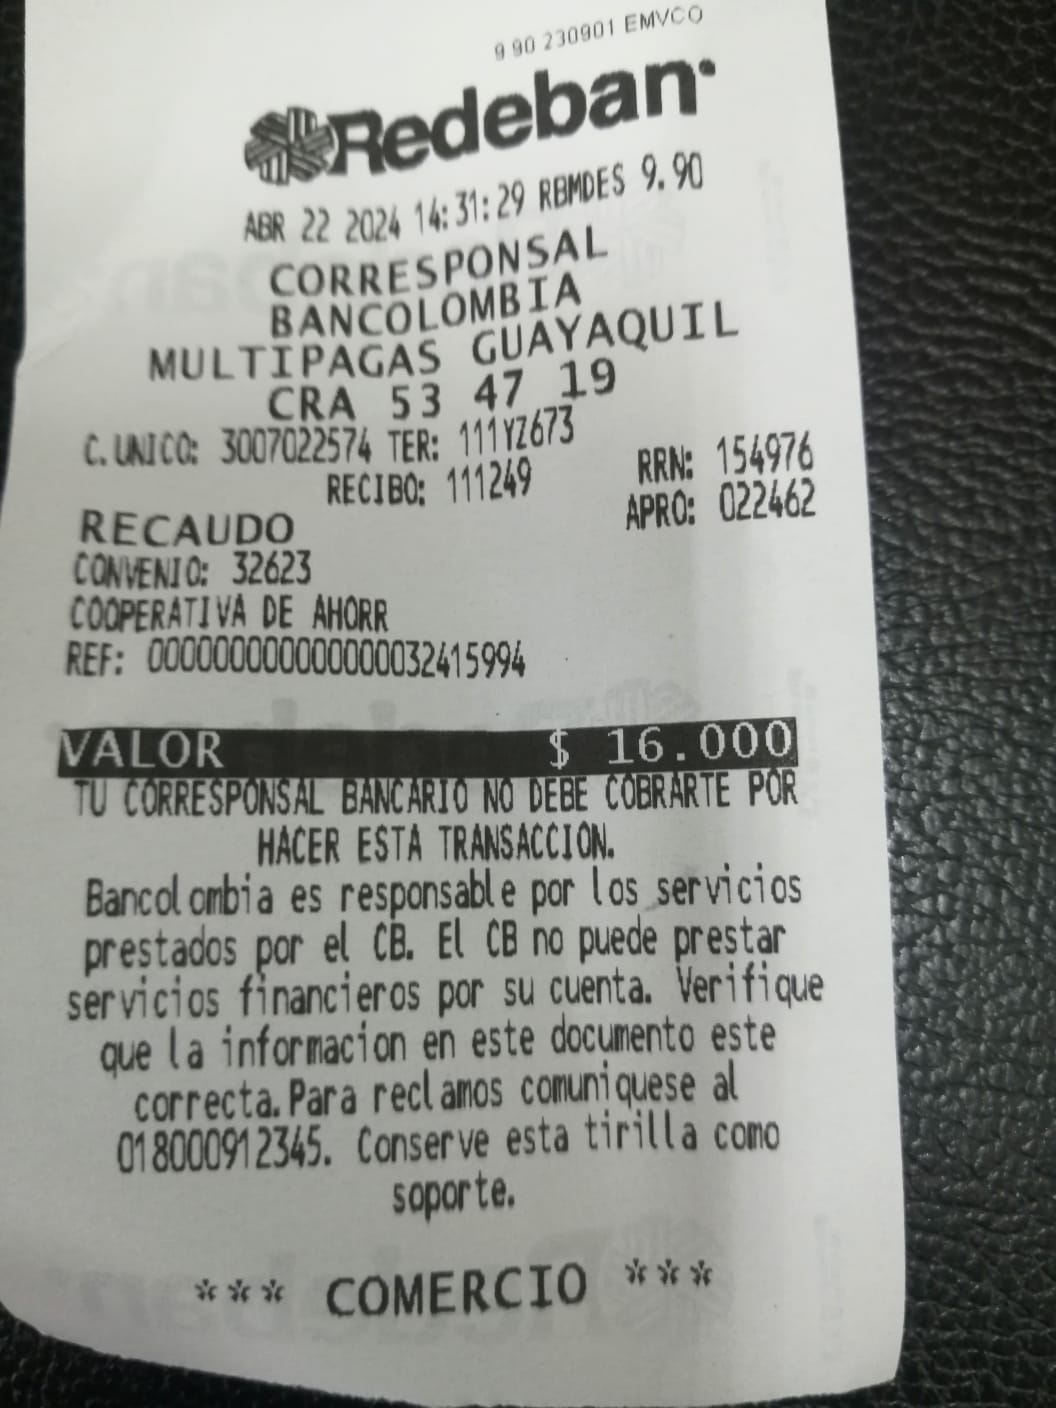 9 90 230901 EMVCO
Redeban
ABR 22 2024 14:31:29 RBMDES 9.90
CORRESPONSAL
BANCOLOMBIA
MULTIPAGAS GUAYAQUIL
CRA 53 47 19
C. UNICO: 3007022574 TER: 111YZ673
RECIBO: 111249 RRN: 154976
RECAUDO APRO: 022462
CONVENIO: 32623
COOPERATIVA DE AHORR
REF: 0000000000000000032415994
VALOR $ 16.000
TU CORRESPONSAL BANCARIO NO DEBE COBRARTE POR
HACER ESTA TRANSACCION.
Bancolombia es responsable por los servicios
prestados por el CB. El CB no puede prestar
servicios financieros por su cuenta. Verifique
que la informacion en este documento este
correcta. Para reclamos comuniquese al
018000912345. Conserve esta tirilla como
soporte.
*** COMERCIO ***